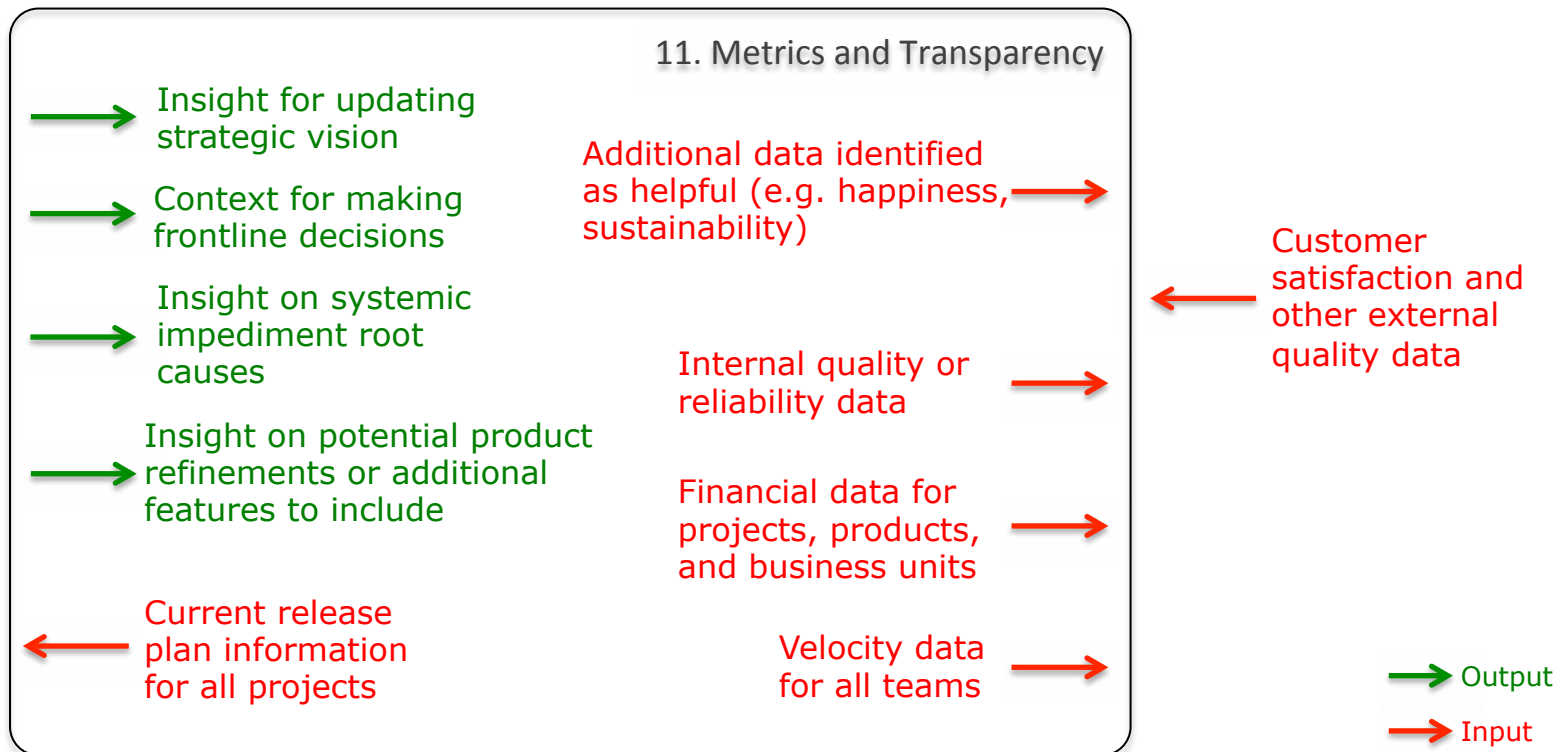 11. Metrics and Transparency
Insight for updating
strategic vision
Context for making
frontline decisions
Insight on systemic
impediment root
causes
Insight on potential product
refinements or additional
features to include
Current release
plan information
for all projects
Additional data identified
as helpful (e.g. happiness,
sustainability)
Internal quality or
reliability data
Financial data for
projects, products,
and business units
Velocity data
for all teams
Customer
satisfaction and
other external
quality data
Output
Input